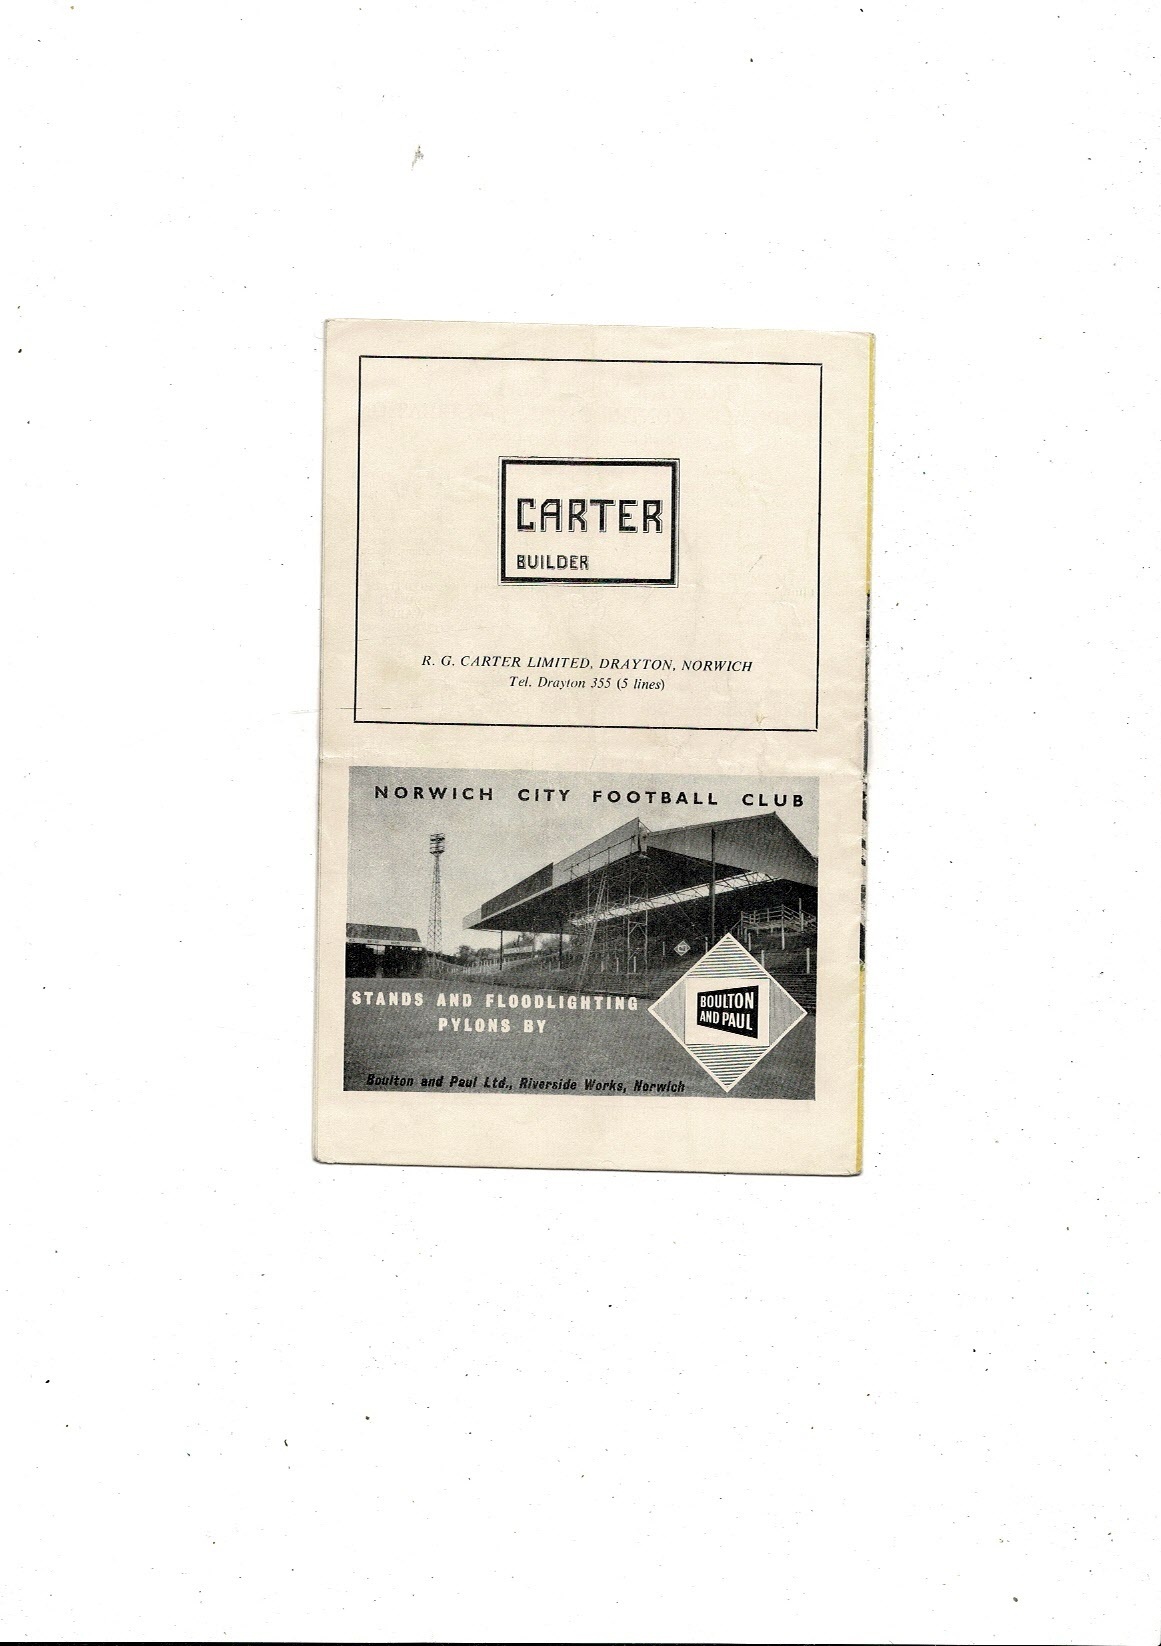 CARTER
BUILDER
R. G. CARTER LIMITED, DRAYTON, NORWICH
Tel. Drayton 355 (5 lines)
NORWICH CITY FOOTBALL CLUB
STANDS AND FLOODLIGHTING
PYLONS BY
BOULTON
AND PAUL
Boulton and Paul Ltd., Riverside Works, Norwich